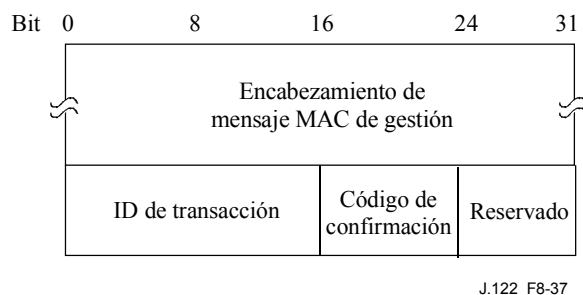 Bit 0 8 16 24 31
Encabezamiento de
mensaje MAC de gestión
ID de transacción
Código de
confirmación
Reservado
J.122 F8-37